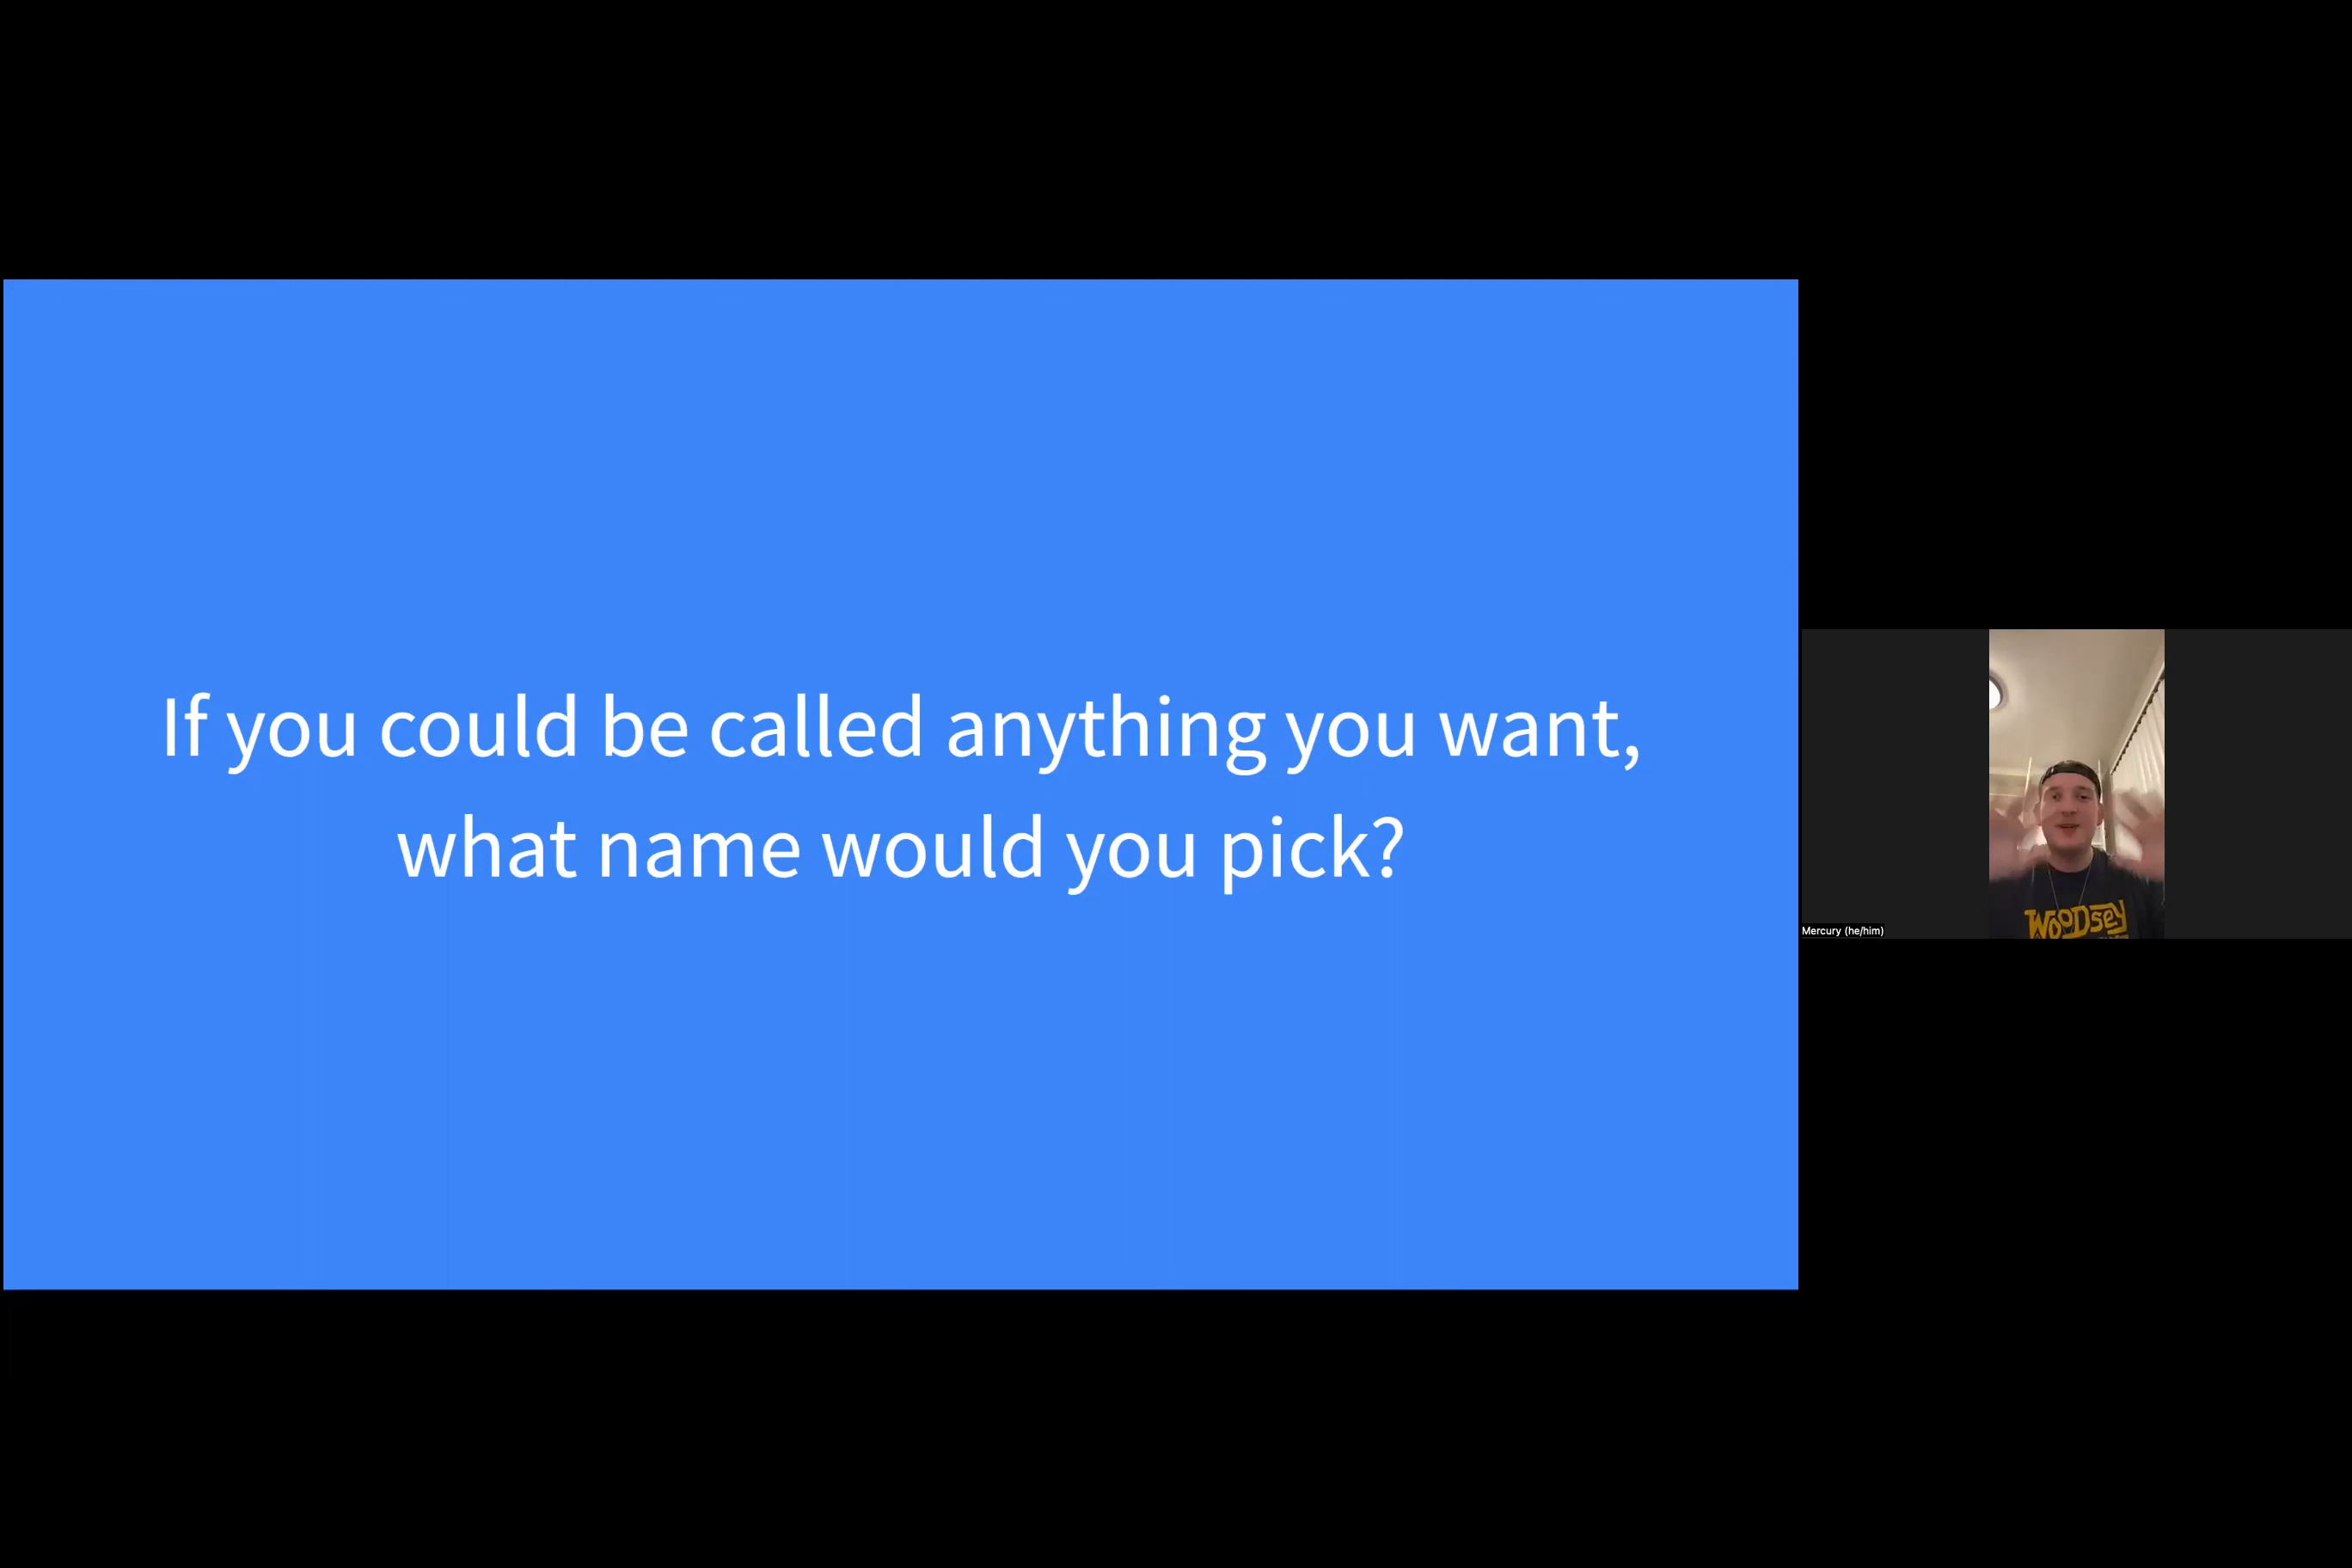 If you could be called anything you want,
what name would you pick?
Mercury (he/him)
WOODSEY